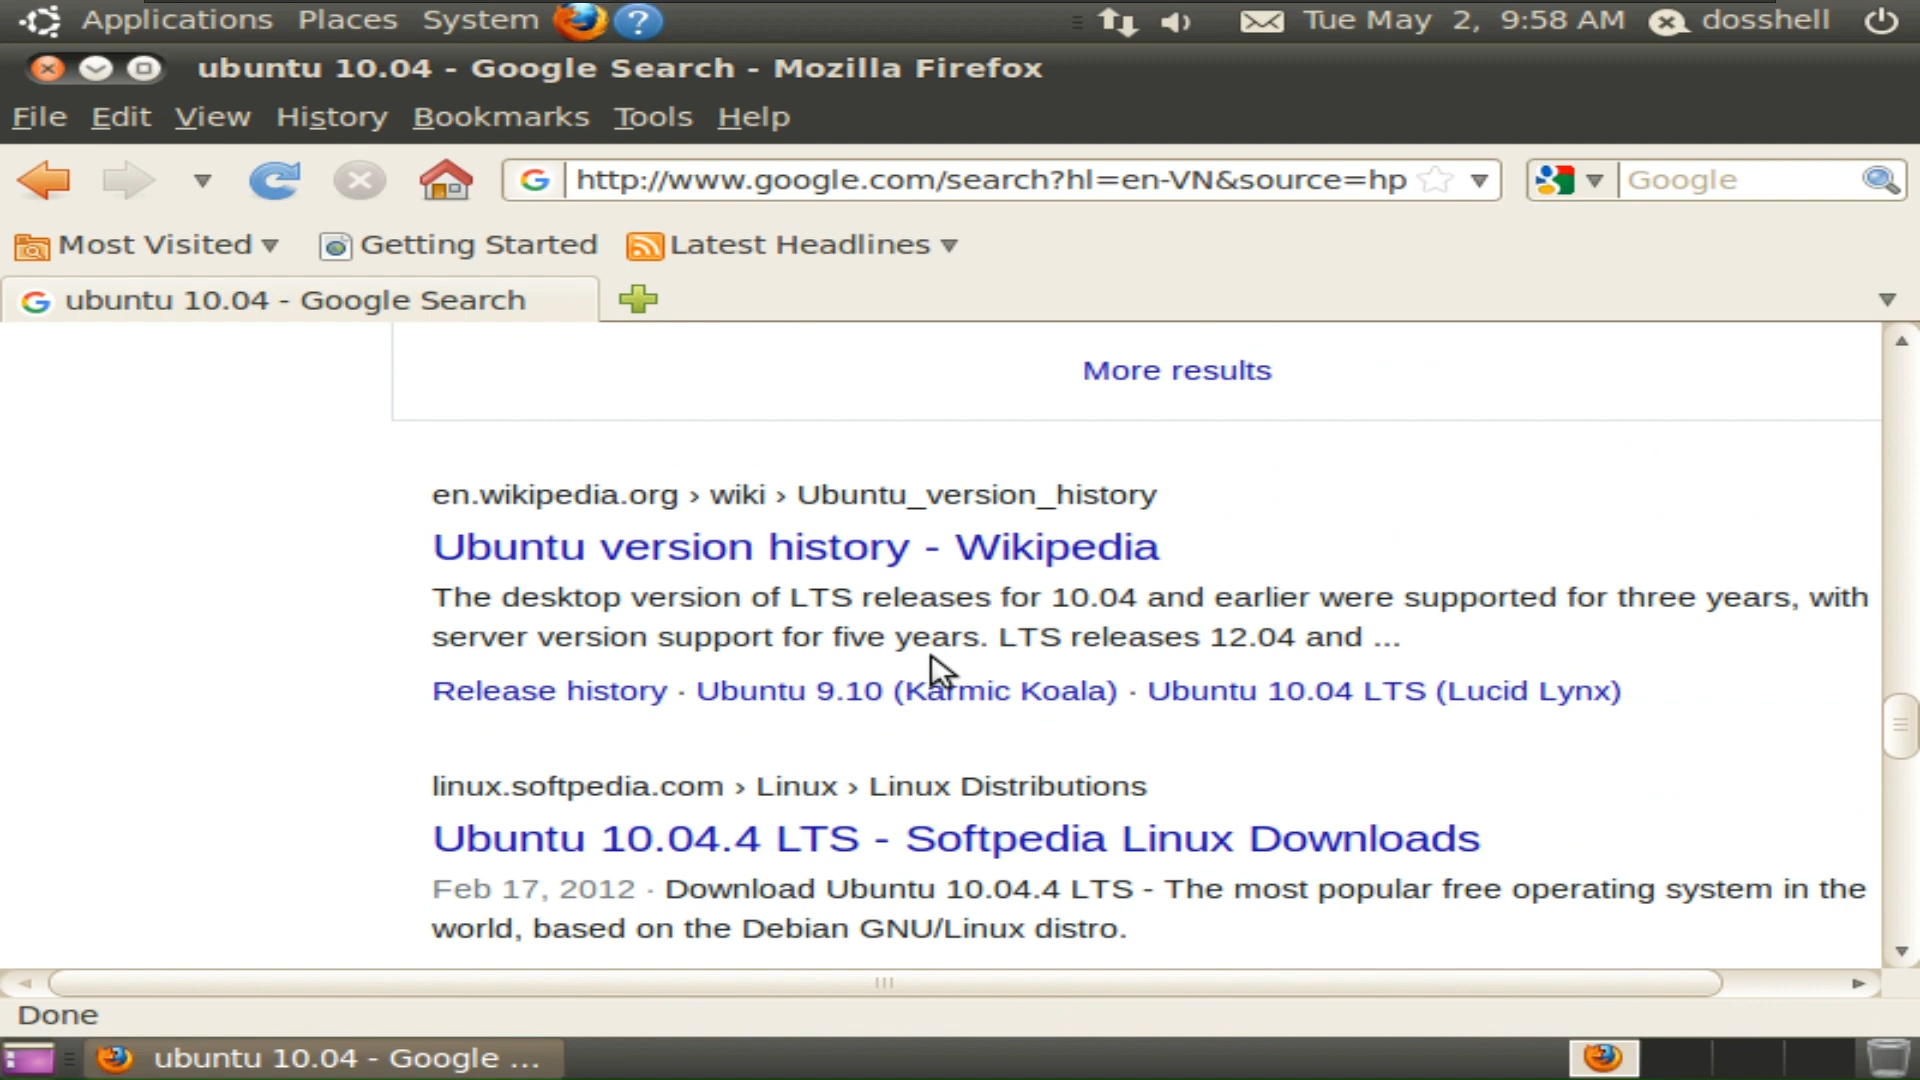 Applications Places System Tue May 2, 9:58 AM dosshell
ubuntu 10.04 - Google Search - Mozilla Firefox
File Edit View History Bookmarks Tools Help
http://www.google.com/search?hl=en-VN&source=hp Google
Most Visited Getting Started Latest Headlines
ubuntu 10.04 - Google Search
More results
en.wikipedia.org › wiki › Ubuntu_version_history
Ubuntu version history - Wikipedia
The desktop version of LTS releases for 10.04 and earlier were supported for three years, with
server version support for five years. LTS releases 12.04 and ...
Release history · Ubuntu 9.10 (Karmic Koala) · Ubuntu 10.04 LTS (Lucid Lynx)
linux.softpedia.com › Linux › Linux Distributions
Ubuntu 10.04.4 LTS - Softpedia Linux Downloads
Feb 17, 2012 · Download Ubuntu 10.04.4 LTS - The most popular free operating system in the
world, based on the Debian GNU/Linux distro.
Done
ubuntu 10.04 - Google ...